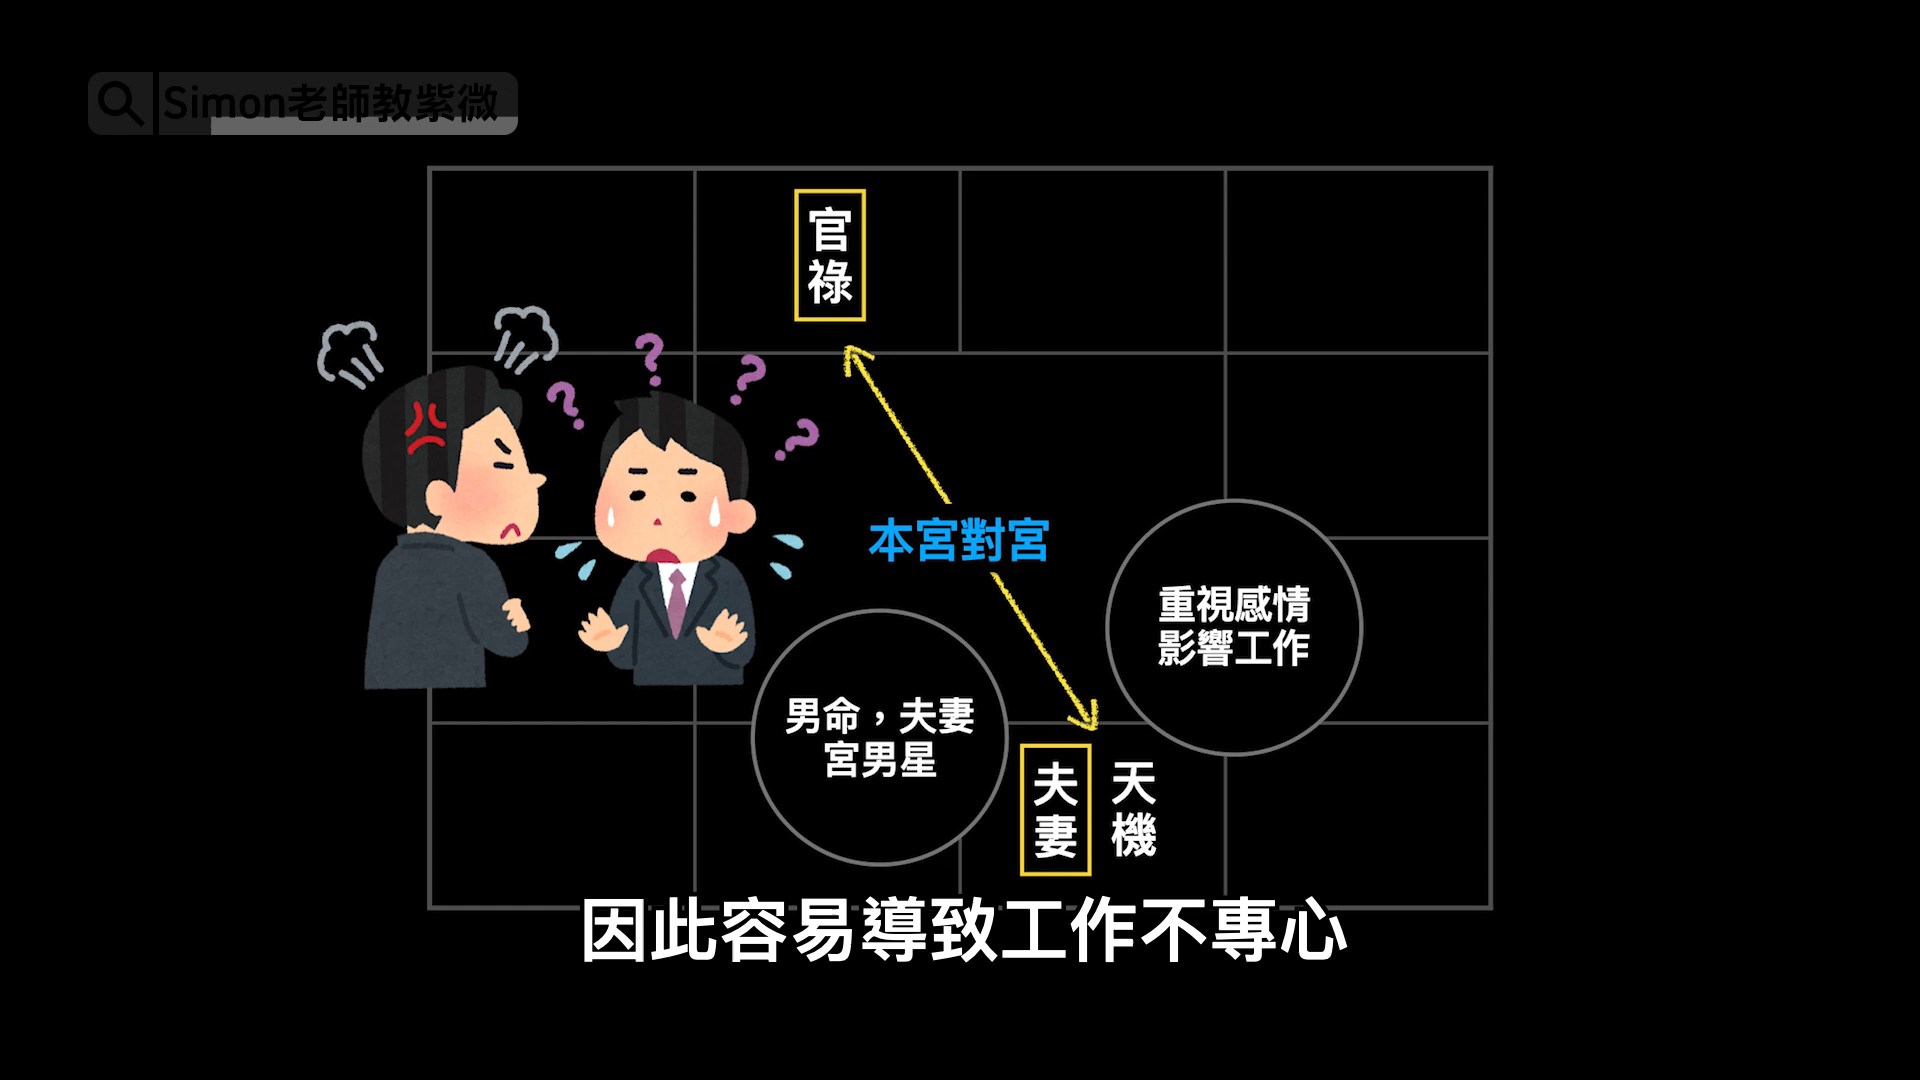 Simon老師教紫微
官祿
本宮對宮
重視感情
影響工作
男命，夫妻
宮男星
夫妻
天機
因此容易導致工作不專心